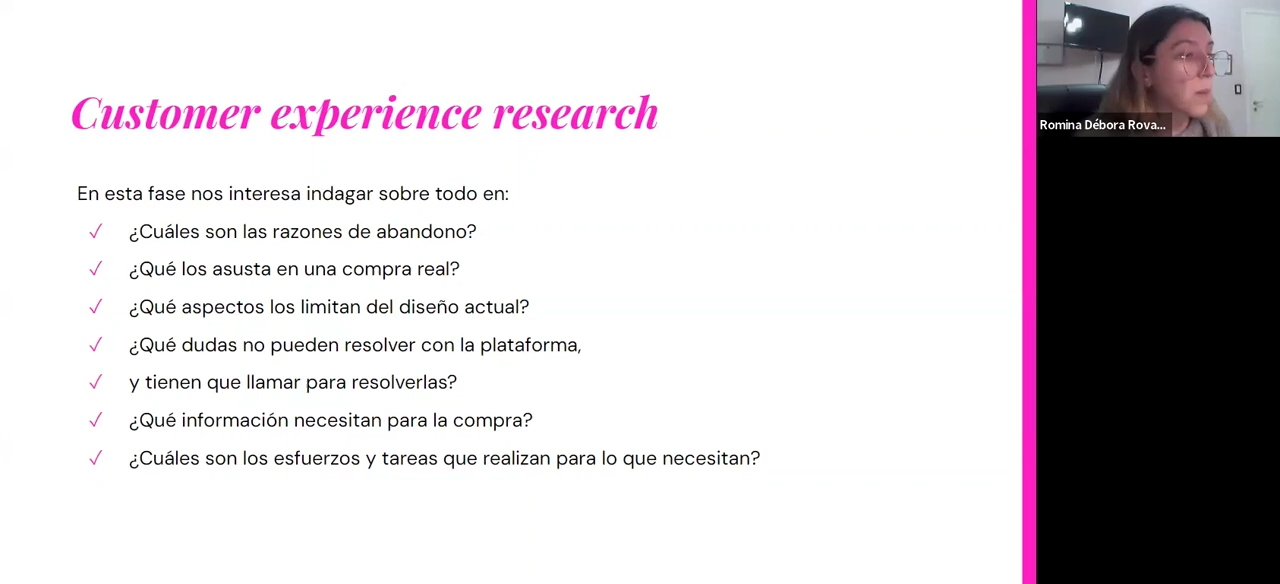 Customer experience research
En esta fase nos interesa indagar sobre todo en:
✓ ¿Cuáles son las razones de abandono?
✓ ¿Qué los asusta en una compra real?
✓ ¿Qué aspectos los limitan del diseño actual?
✓ ¿Qué dudas no pueden resolver con la plataforma,
✓ y tienen que llamar para resolverlas?
✓ ¿Qué información necesitan para la compra?
✓ ¿Cuáles son los esfuerzos y tareas que realizan para lo que necesitan?
Romina Débora Rova...